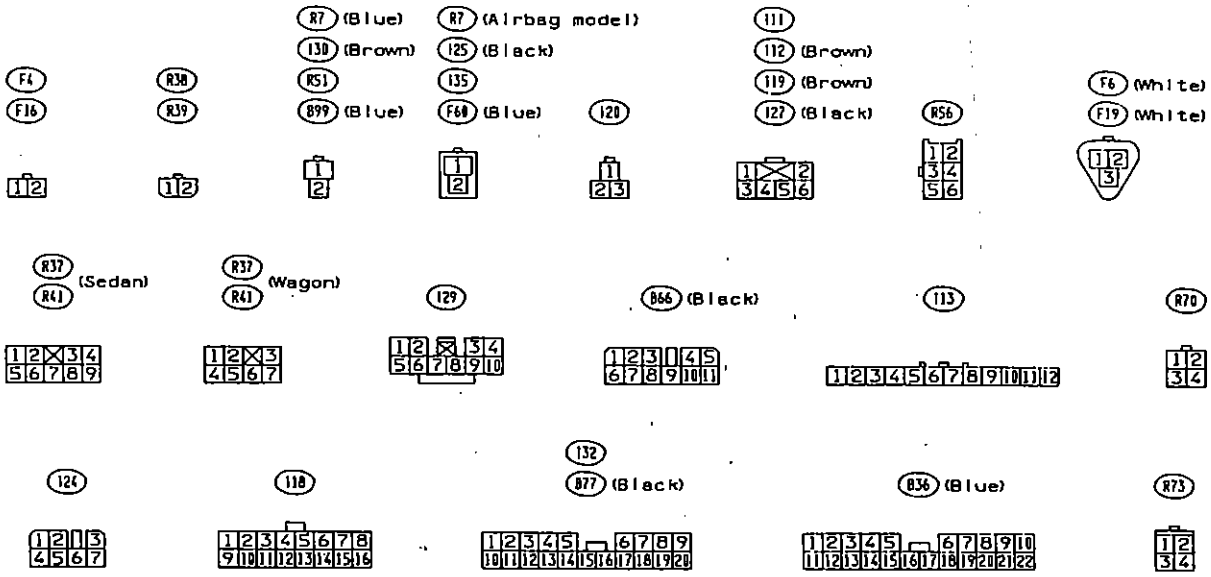 R7 (Blue) R7 (Airbag model) I11
I30 (Brown) I25 (Black) I12 (Brown)
F4 R38 R51 I35 I19 (Brown) F6 (White)
F16 R39 B99 (Blue) F60 (Blue) I20 I27 (Black) R56 F19 (White)
1 2
1 2
1
2
1
2
1
2 3
1 2
3 4 5 6
1 2
3 4
5 6
1 2
3
R37 R41 (Sedan) R37 R41 (Wagon) I29 B66 (Black) I13 R70
1 2 3 4
5 6 7 8 9
1 2 3
4 5 6 7
1 2 3 4
5 6 7 8 9 10
1 2 3 4 5
6 7 8 9 10 11
1 2 3 4 5 6 7 8 9 10 11 12
1 2
3 4
I32
I24 I18 B77 (Black) B36 (Blue) R73
1 2 3
4 5 6 7
1 2 3 4 5 6 7 8
9 10 11 12 13 14 15 16
1 2 3 4 5 6 7 8 9
10 11 12 13 14 15 16 17 18 19 20
1 2 3 4 5 6 7 8 9 10
11 12 13 14 15 16 17 18 19 20 21 22
1 2
3 4